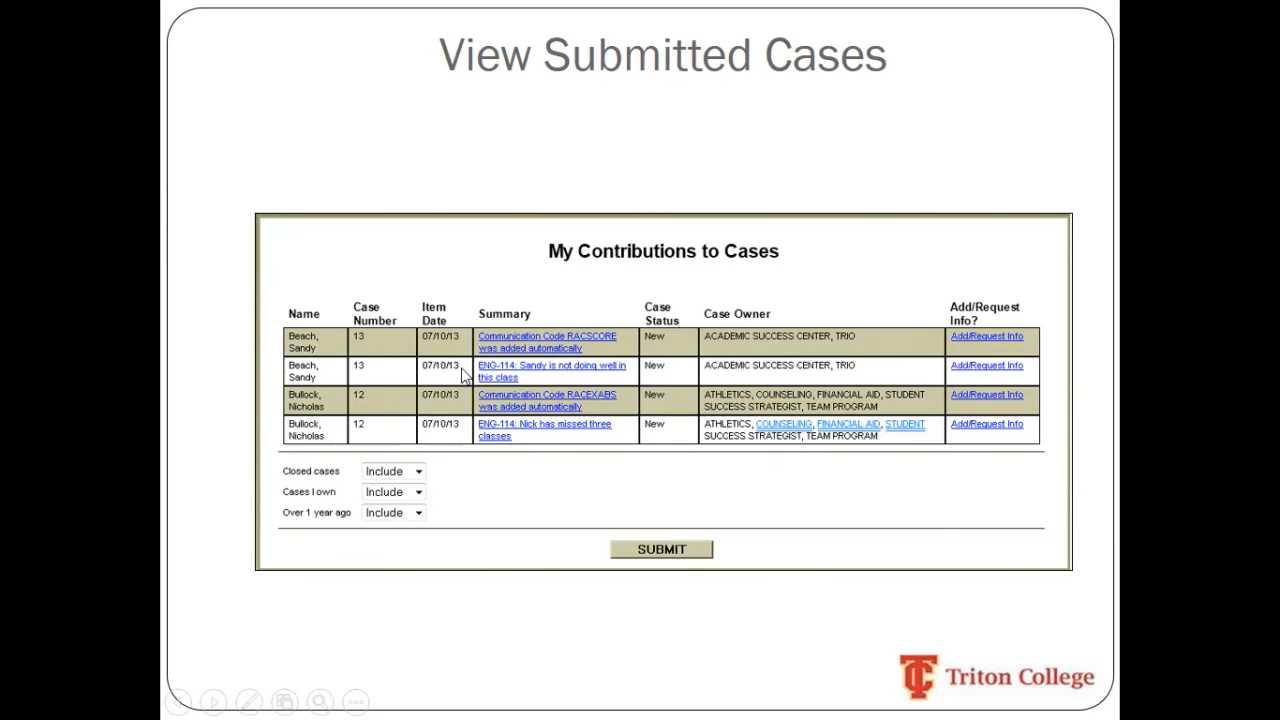 View Submitted Cases
My Contributions to Cases
Name Case Number Item Date Summary Case Status Case Owner Add/Request Info?
Beach, Sandy 13 07/10/13 Communication Code RACSCORE was added automatically New ACADEMIC SUCCESS CENTER, TRIO Add/Request Info
Beach, Sandy 13 07/10/13 ENG-114: Sandy is not doing well in this class New ACADEMIC SUCCESS CENTER, TRIO Add/Request Info
Bullock, Nicholas 12 07/10/13 Communication Code RACEXABS was added automatically New ATHLETICS, COUNSELING, FINANCIAL AID, STUDENT SUCCESS STRATEGIST, TEAM PROGRAM Add/Request Info
Bullock, Nicholas 12 07/10/13 ENG-114: Nick has missed three classes New ATHLETICS, COUNSELING, FINANCIAL AID, STUDENT SUCCESS STRATEGIST, TEAM PROGRAM Add/Request Info
Closed cases Include
Cases I own Include
Over 1 year ago Include
SUBMIT
TC Triton College